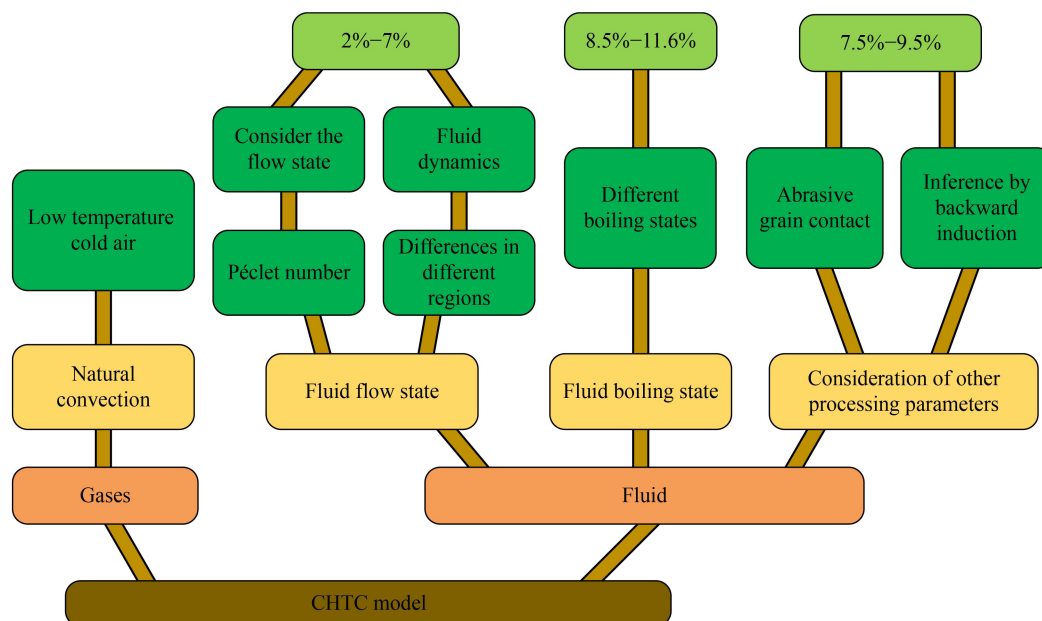 2%−7%
8.5%−11.6%
7.5%−9.5%
Consider the
flow state
Fluid
dynamics
Low temperature
cold air
Different
boiling states
Abrasive
grain contact
Inference by
backward
induction
Péclet number
Differences in
different
regions
Natural
convection
Fluid flow state
Fluid boiling state
Consideration of other
processing parameters
Gases
Fluid
CHTC model